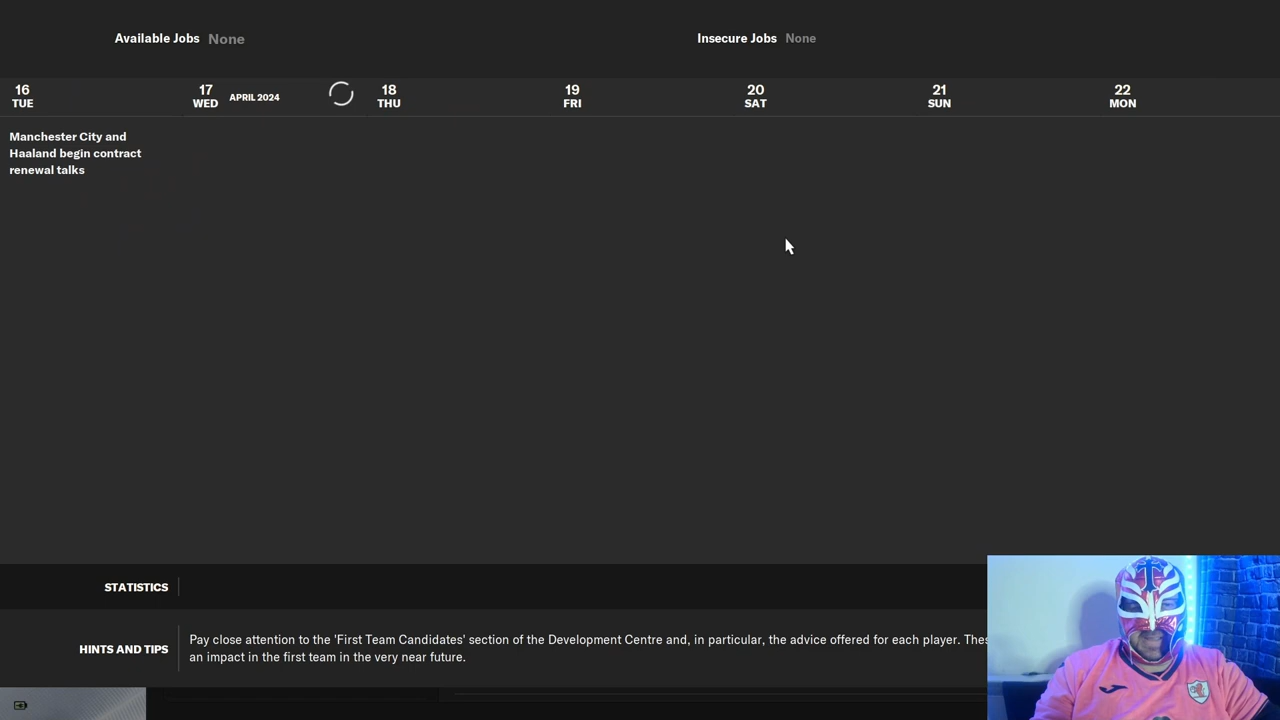 Available Jobs None
Insecure Jobs None
16
TUE
17
WED
APRIL 2024
18
THU
19
FRI
20
SAT
21
SUN
22
MON
Manchester City and
Haaland begin contract
renewal talks
STATISTICS
HINTS AND TIPS
Pay close attention to the 'First Team Candidates' section of the Development Centre and, in particular, the advice offered for each player.
an impact in the first team in the very near future.